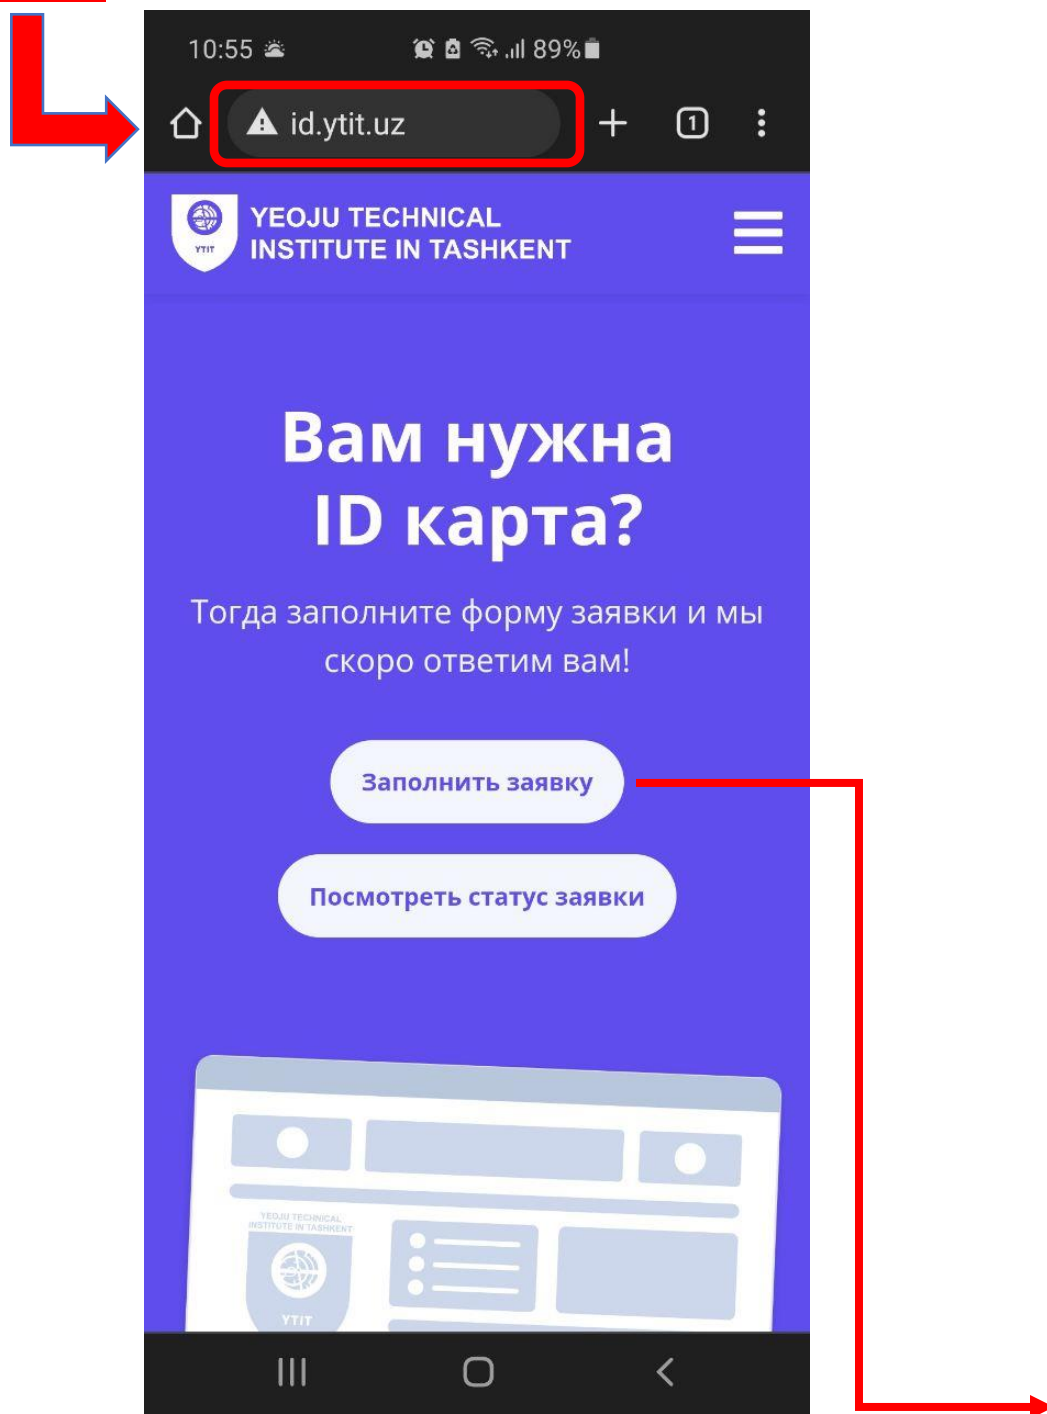 10:55
89%
id.ytit.uz
1
YTIT
YEOJU TECHNICAL
INSTITUTE IN TASHKENT
Вам нужна
ID карта?
Тогда заполните форму заявки и мы
скоро ответим вам!
Заполнить заявку
Посмотреть статус заявки
YEOJU TECHNICAL
INSTITUTE IN TASHKENT
YTIT